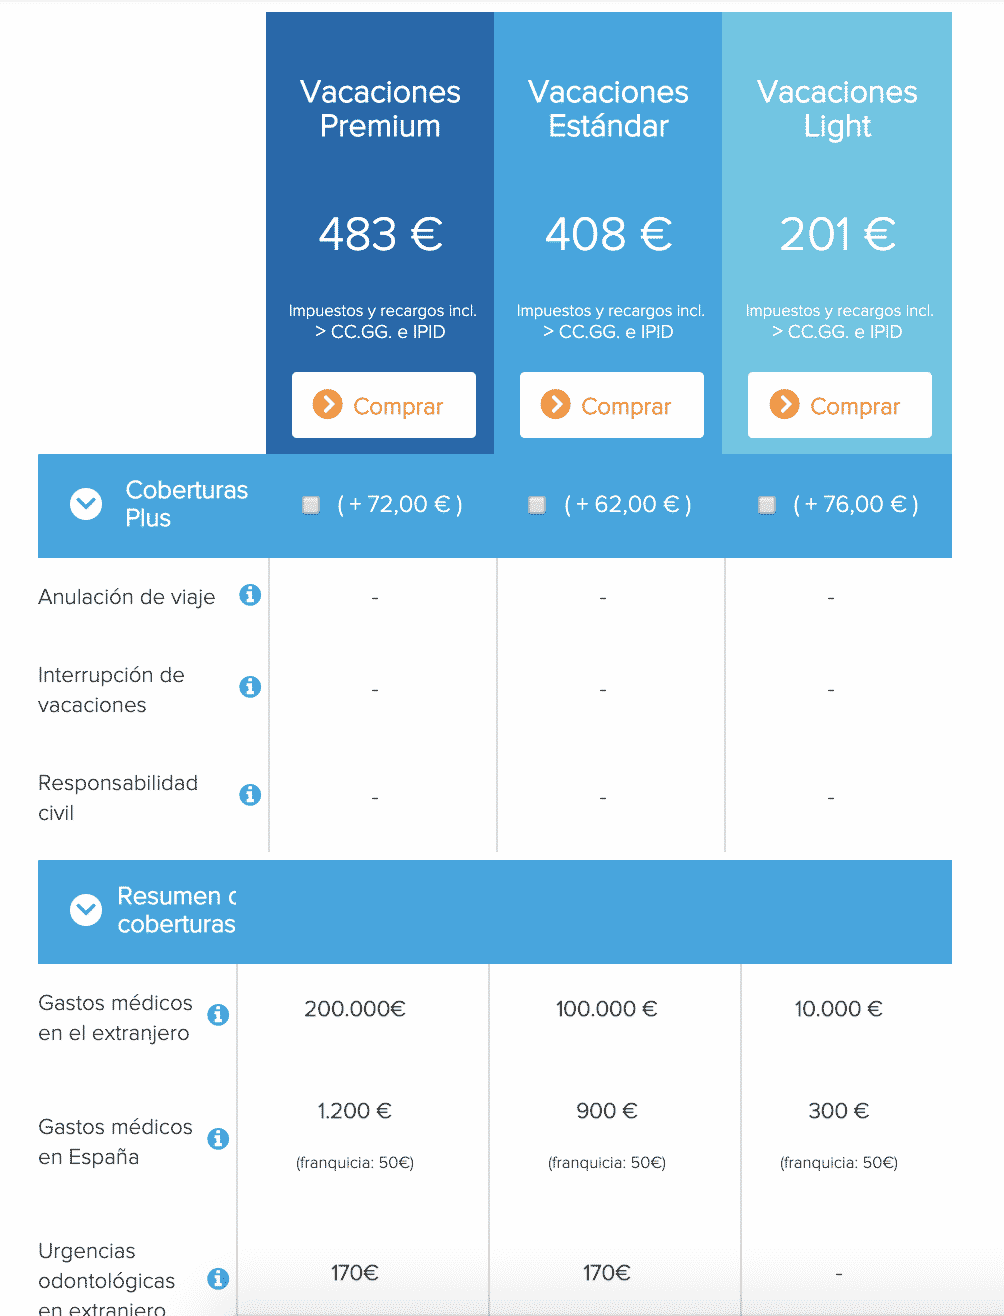 Vacaciones
Premium
483 €
Impuestos y recargos incl.
> CC.GG. e IPID
Comprar
Vacaciones
Estándar
408 €
Impuestos y recargos incl.
> CC.GG. e IPID
Comprar
Vacaciones
Light
201 €
Impuestos y recargos incl.
> CC.GG. e IPID
Comprar
Coberturas
Plus
( + 72,00 € )
( + 62,00 € )
( + 76,00 € )
Anulación de viaje
-
-
-
Interrupción de
vacaciones
-
-
-
Responsabilidad
civil
-
-
-
Resumen
coberturas
Gastos médicos
en el extranjero
200.000€
100.000 €
10.000 €
Gastos médicos
en España
1.200 €
(franquicia: 50€)
900 €
(franquicia: 50€)
300 €
(franquicia: 50€)
Urgencias
odontológicas
en extranjero
170€
170€
-